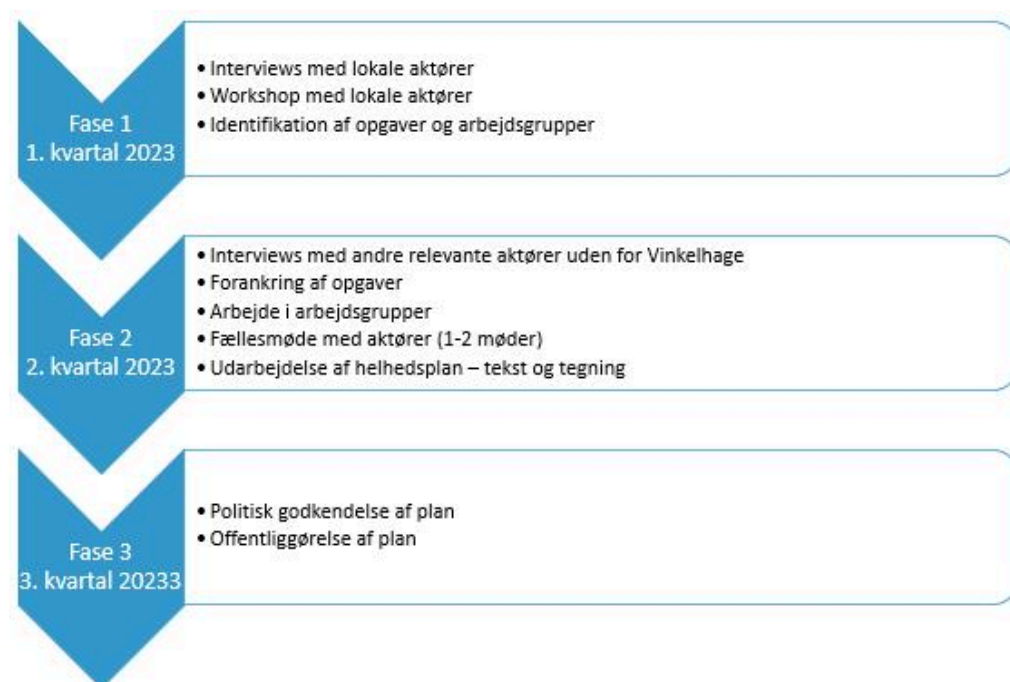 Fase 1
1. kvartal 2023
• Interviews med lokale aktører
• Workshop med lokale aktører
• Identifikation af opgaver og arbejdsgrupper
Fase 2
2. kvartal 2023
• Interviews med andre relevante aktører uden for Vinkelhage
• Forankring af opgaver
• Arbejde i arbejdsgrupper
• Fællesmøde med aktører (1-2 møder)
• Udarbejdelse af helhedsplan – tekst og tegning
Fase 3
3. kvartal 20233
• Politisk godkendelse af plan
• Offentliggørelse af plan